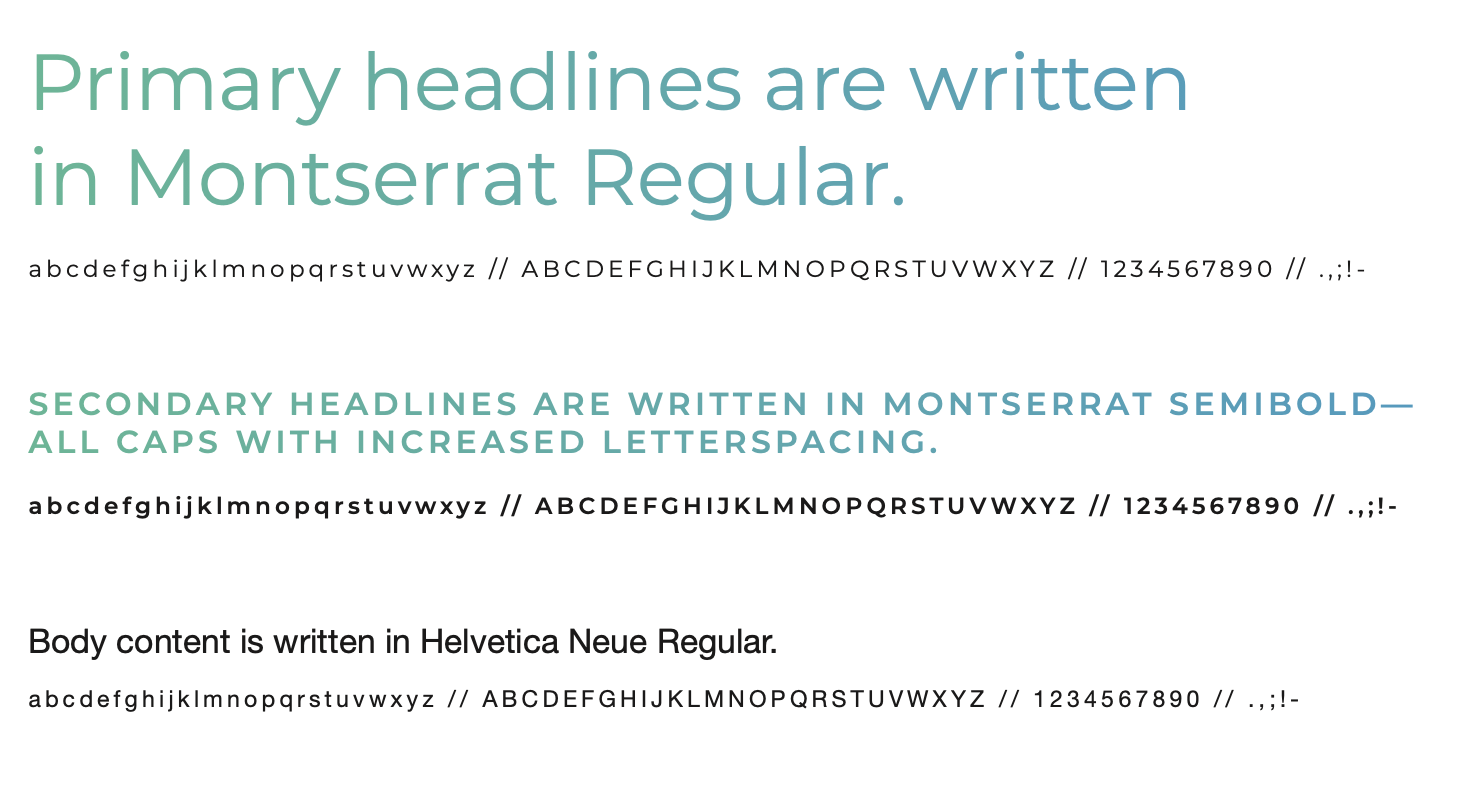 Primary headlines are written
in Montserrat Regular.
abcdefghijklmnopqrstuvwxyz // ABCDEFGHIJKLMNOPQRSTUVWXYZ // 1234567890 // .,;!-
SECONDARY HEADLINES ARE WRITTEN IN MONTSERRAT SEMIBOLD—
ALL CAPS WITH INCREASED LETTERSPACING.
abcdefghijklmnopqrstuvwxyz // ABCDEFGHIJKLMNOPQRSTUVWXYZ // 1234567890 // .,;!-
Body content is written in Helvetica Neue Regular.
abcdefghijklmnopqrstuvwxyz // ABCDEFGHIJKLMNOPQRSTUVWXYZ // 1234567890 // .,;!-